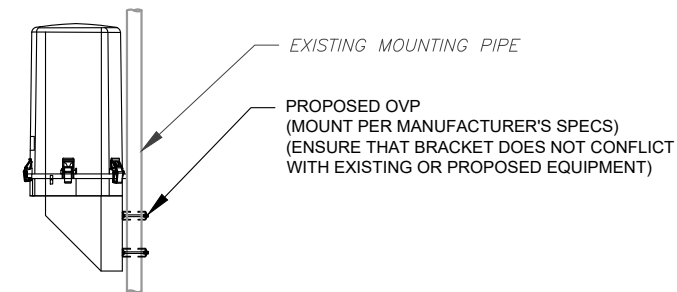 EXISTING MOUNTING PIPE
PROPOSED OVP
(MOUNT PER MANUFACTURER'S SPECS)
(ENSURE THAT BRACKET DOES NOT CONFLICT
WITH EXISTING OR PROPOSED EQUIPMENT)